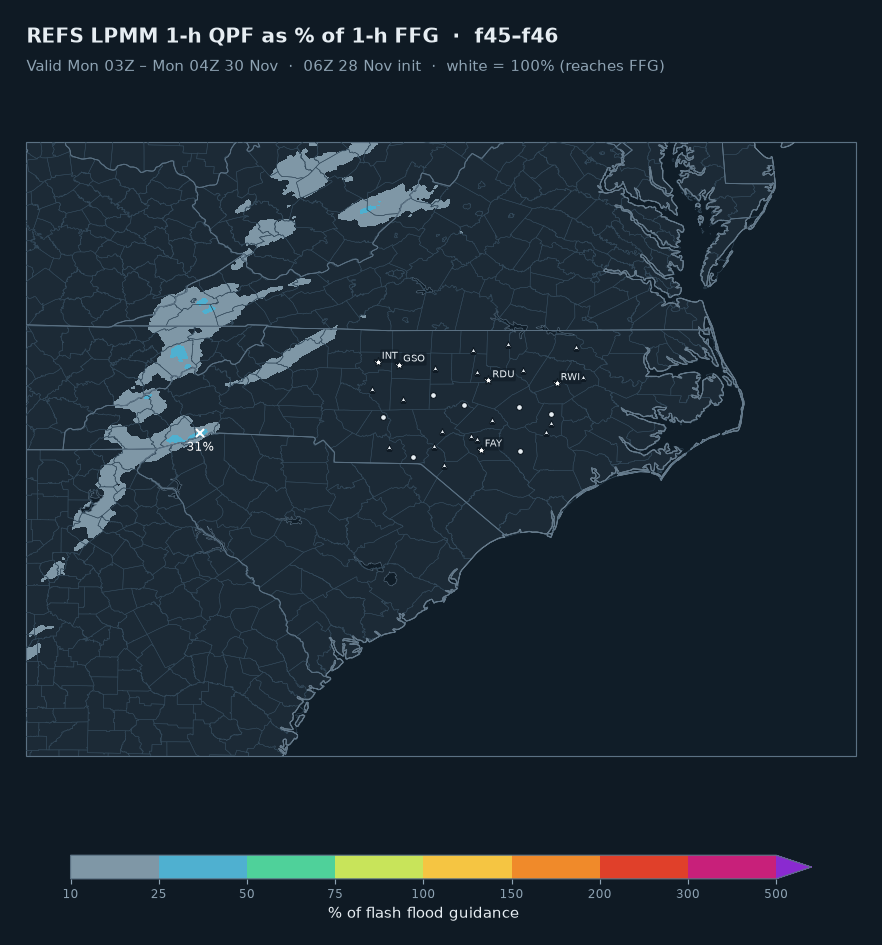 REFS LPMM 1-h QPF as % of 1-h FFG · f45–f46
Valid Mon 03Z – Mon 04Z 30 Nov · 06Z 28 Nov init · white = 100% (reaches FFG)
INT GSO
RDU RWI
FAY
31%
10 25 50 75 100 150 200 300 500
% of flash flood guidance